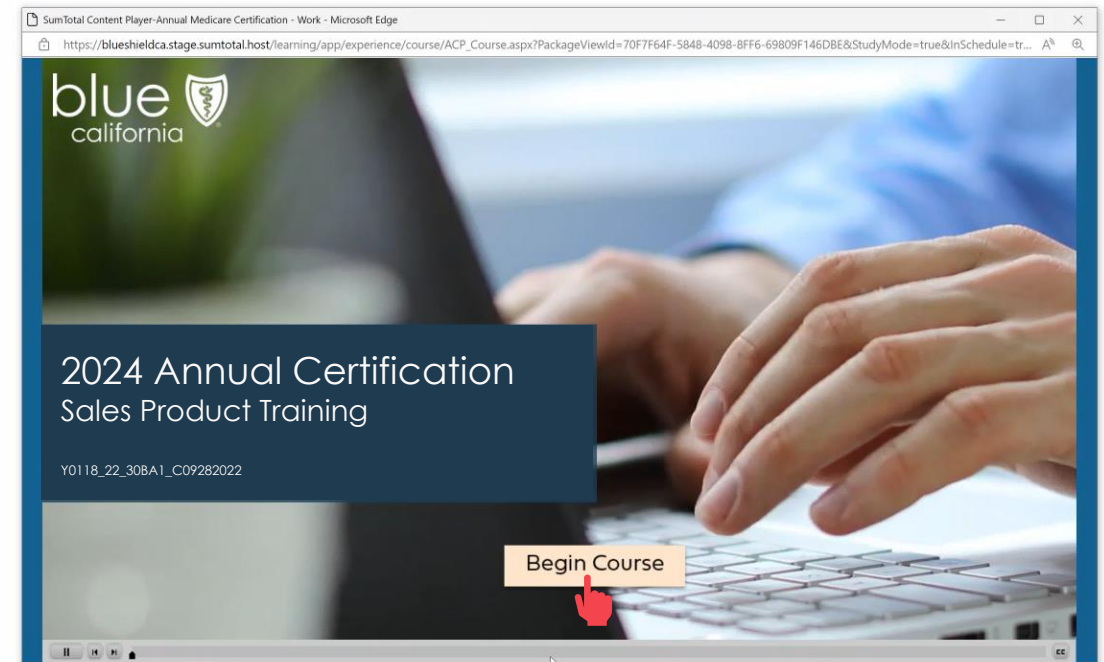 SumTotal Content Player-Annual Medicare Certification - Work - Microsoft Edge
https://blueshieldca.stage.sumtotal.host/learning/app/experience/course/ACP_Course.aspx?PackageViewId=70F7F64F-5848-4098-8FF6-69809F146DBE&StudyMode=true&InSchedule=tr...
blue
california
2024 Annual Certification
Sales Product Training
Y0118_22_30BA1_C09282022
Begin Course
CC